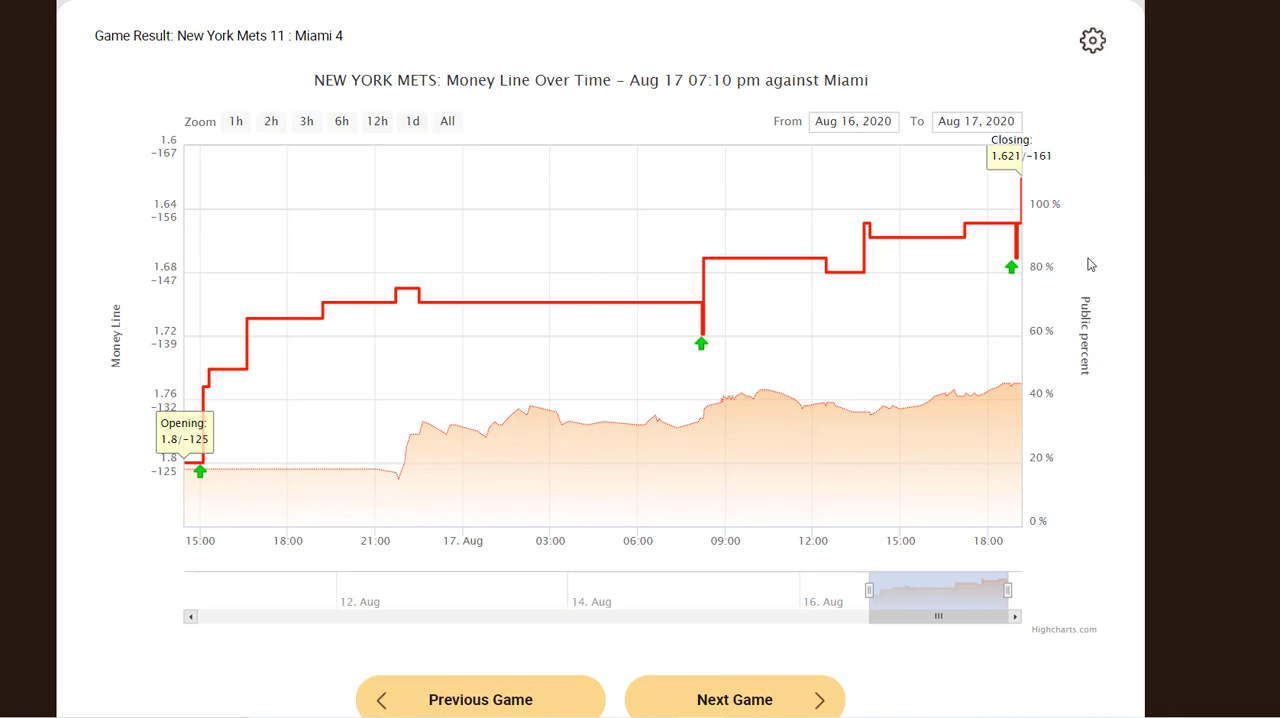 Game Result: New York Mets 11 : Miami 4
NEW YORK METS: Money Line Over Time – Aug 17 07:10 pm against Miami
Zoom 1h 2h 3h 6h 12h 1d All From Aug 16, 2020 To Aug 17, 2020
Closing:
1.621/-161
1.6
-167
1.64
-156
1.68
-147
1.72
-139
1.76
-132
1.8
-125
Money Line
Opening:
1.8/-125
100 %
80 %
60 %
40 %
20 %
0 %
Public percent
15:00 18:00 21:00 17. Aug 03:00 06:00 09:00 12:00 15:00 18:00
12. Aug 14. Aug 16. Aug
Highcharts.com
Previous Game Next Game